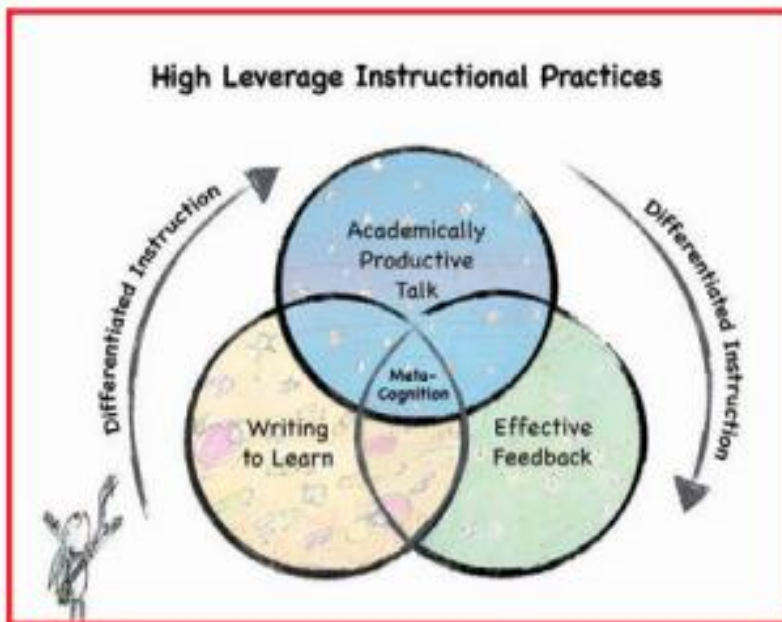 High Leverage Instructional Practices
Differentiated Instruction
Differentiated Instruction
Academically
Productive
Talk
Meta-
Cognition
Writing
to Learn
Effective
Feedback